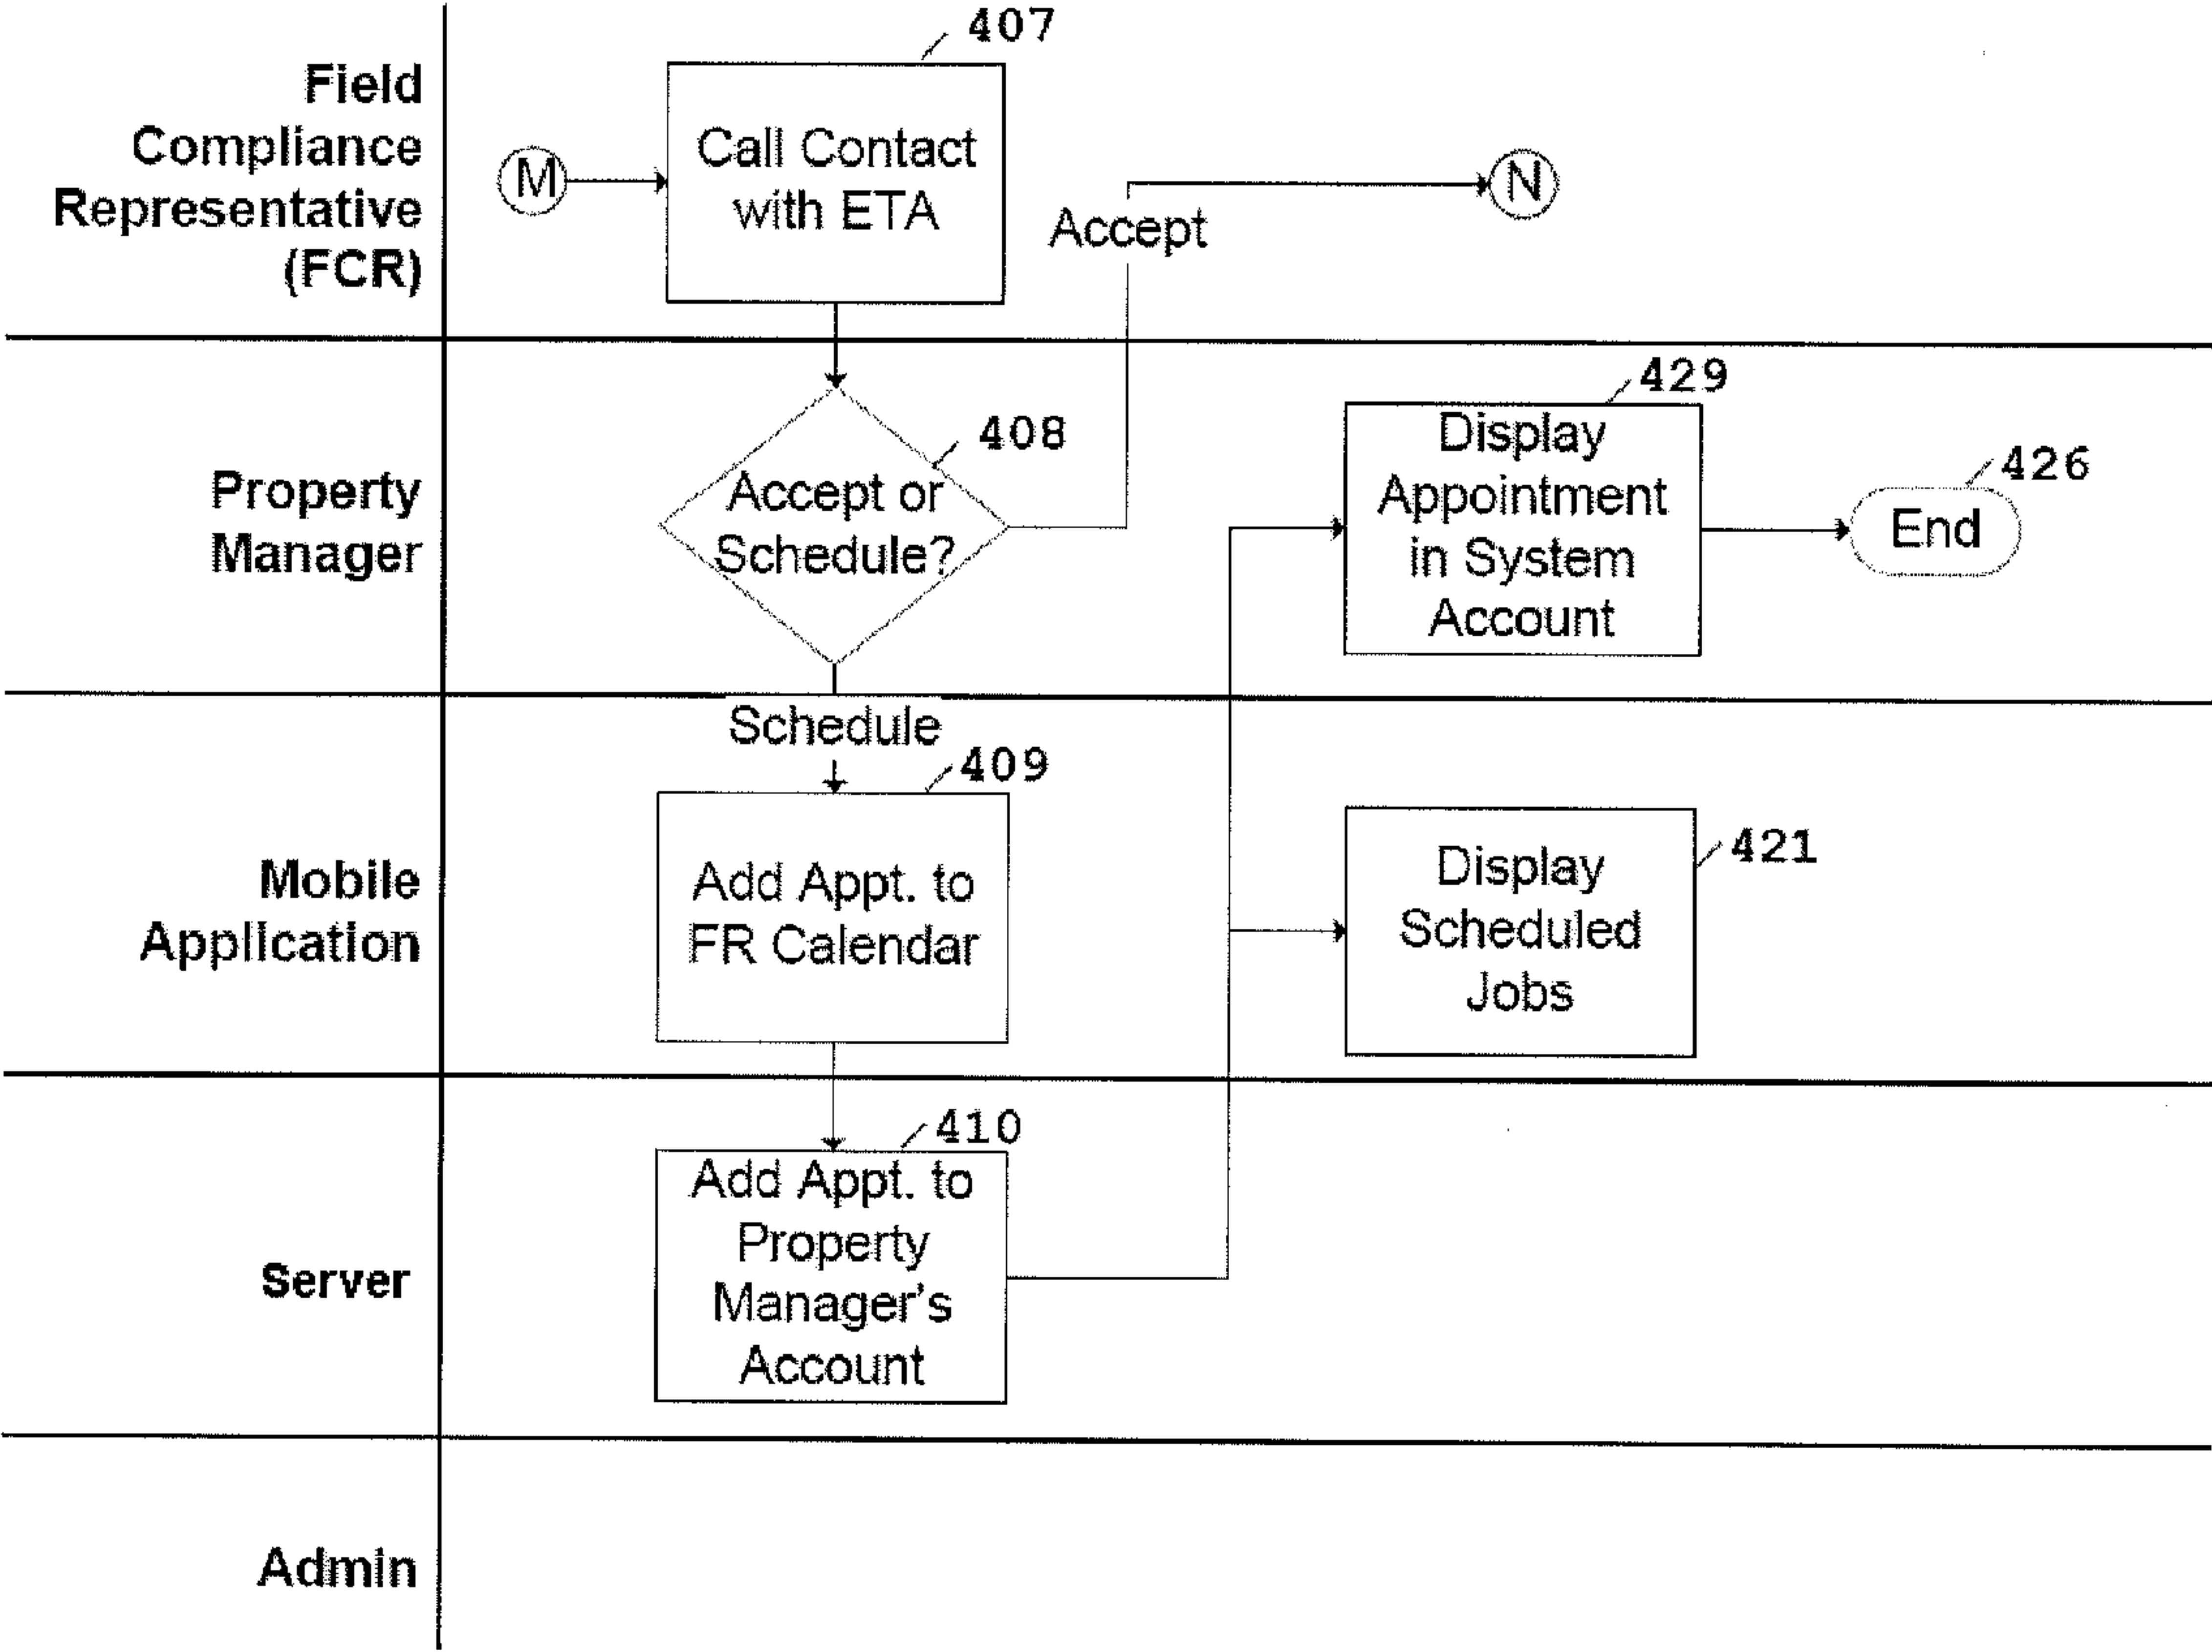 Field
Compliance
Representative
(FCR)
M
407
Call Contact
with ETA
Accept
N
Property
Manager
408
Accept or
Schedule?
429
Display
Appointment
in System
Account
426
End
Mobile
Application
Schedule
409
Add Appt. to
FR Calendar
421
Display
Scheduled
Jobs
Server
410
Add Appt. to
Property
Manager's
Account
Admin